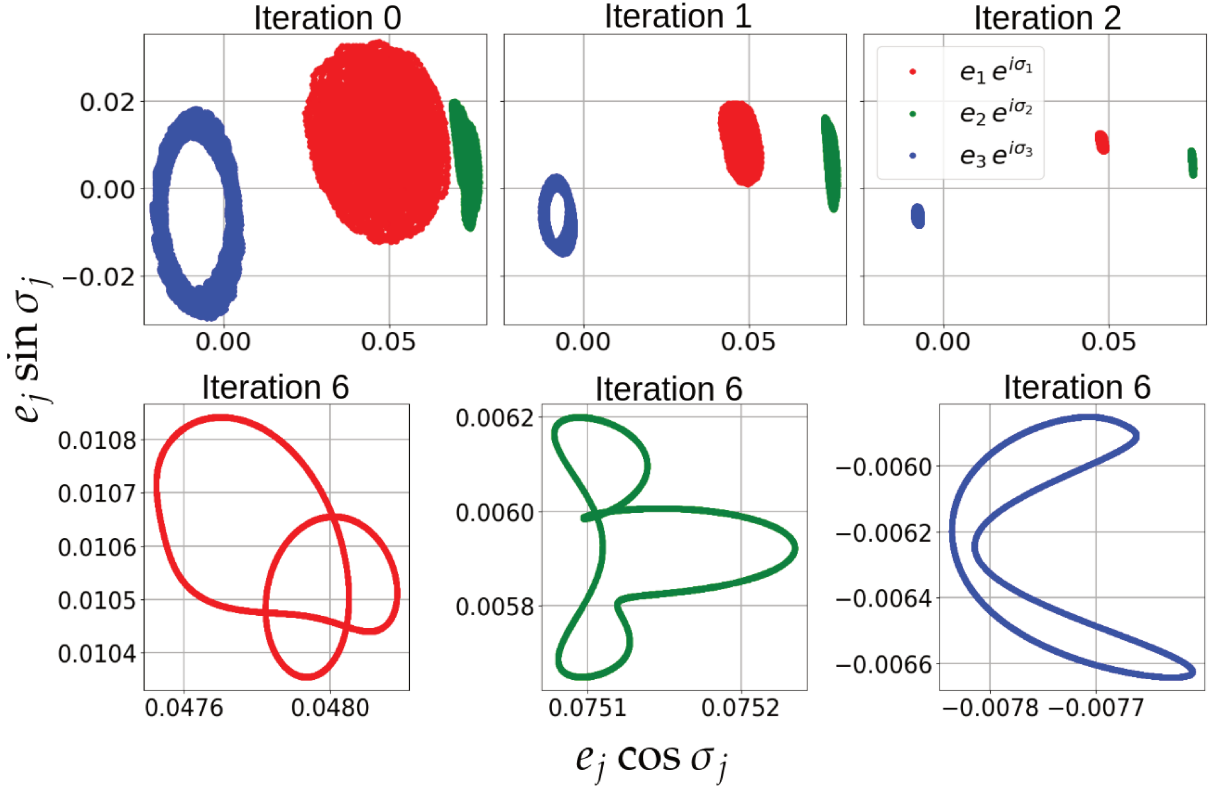 Iteration 0
Iteration 1
Iteration 2
0.02
0.00
−0.02
0.00 0.05
0.00 0.05
0.00 0.05
e₁ e^{iσ₁}
e₂ e^{iσ₂}
e₃ e^{iσ₃}
e_j sin σ_j
Iteration 6
Iteration 6
Iteration 6
0.0108
0.0107
0.0106
0.0105
0.0104
0.0476 0.0480
0.0062
0.0060
0.0058
0.0751 0.0752
−0.0060
−0.0062
−0.0064
−0.0066
−0.0078 −0.0077
e_j cos σ_j